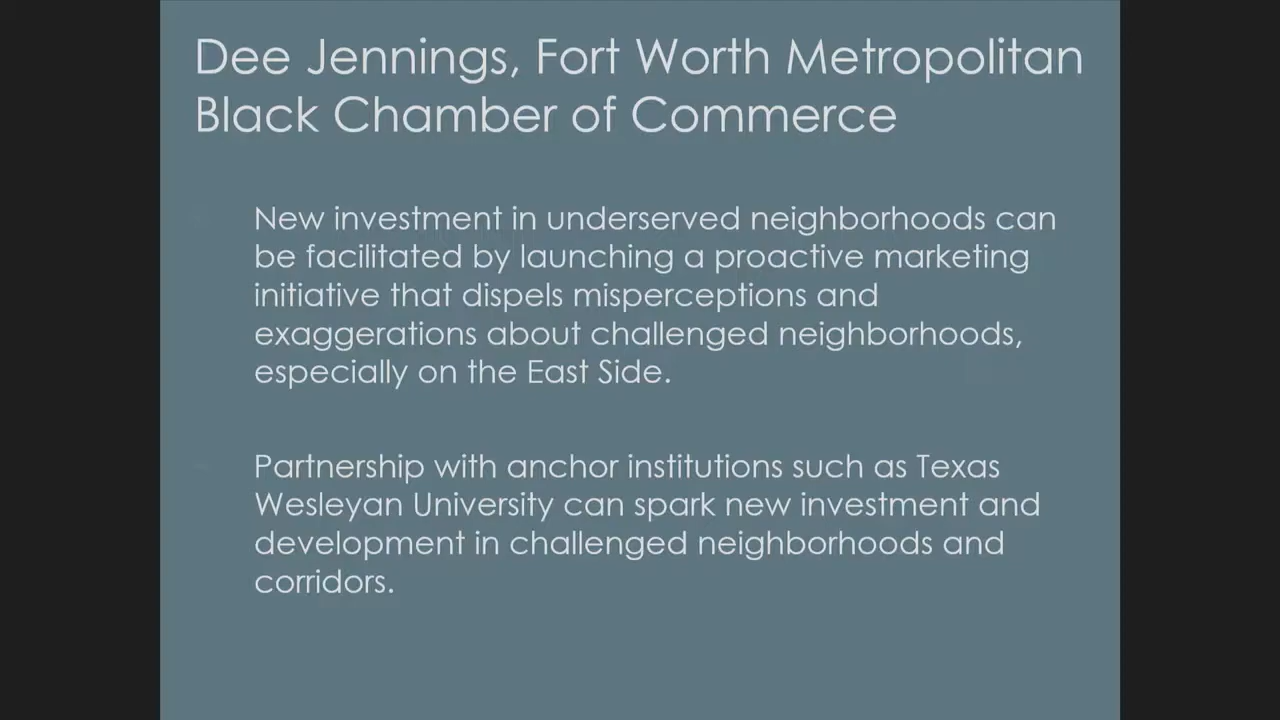 Dee Jennings, Fort Worth Metropolitan
Black Chamber of Commerce
New investment in underserved neighborhoods can
be facilitated by launching a proactive marketing
initiative that dispels misperceptions and
exaggerations about challenged neighborhoods,
especially on the East Side.
Partnership with anchor institutions such as Texas
Wesleyan University can spark new investment and
development in challenged neighborhoods and
corridors.